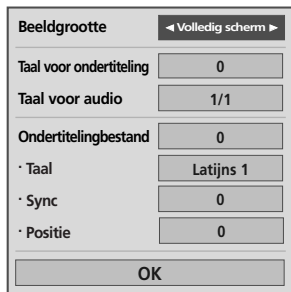 Beeldgrootte ◄ Volledig scherm ►
Taal voor ondertiteling 0
Taal voor audio 1/1
Ondertitelingbestand 0
· Taal Latijns 1
· Sync 0
· Positie 0
OK